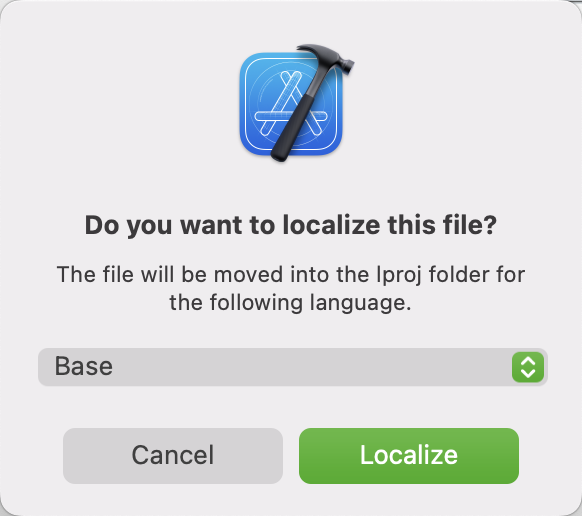 Do you want to localize this file?
The file will be moved into the lproj folder for
the following language.
Base
Cancel
Localize